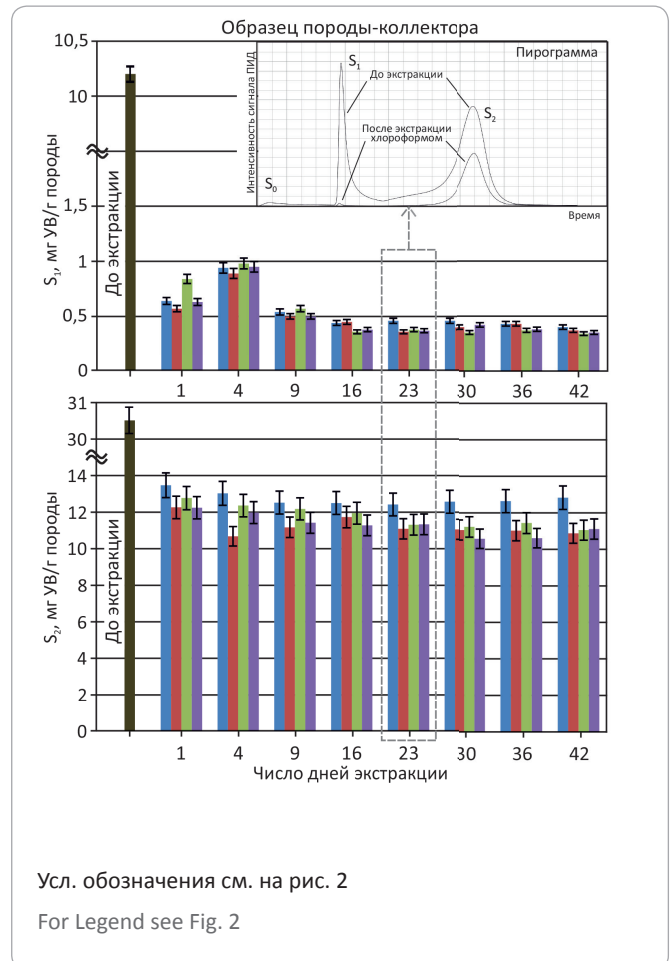 Образец породы-коллектора
10,5
10
1,5
1
0,5
0
S₁, мг УВ/г породы
До экстракции
Пирограмма
Интенсивность сигнала ПИД
S₁
До экстракции
S₂
После экстракции
хлороформом
S₀
Время
1 4 9 16 23 30 36 42
31
30
14
12
10
8
6
4
2
0
S₂, мг УВ/г породы
До экстракции
1 4 9 16 23 30 36 42
Число дней экстракции
Усл. обозначения см. на рис. 2
For Legend see Fig. 2